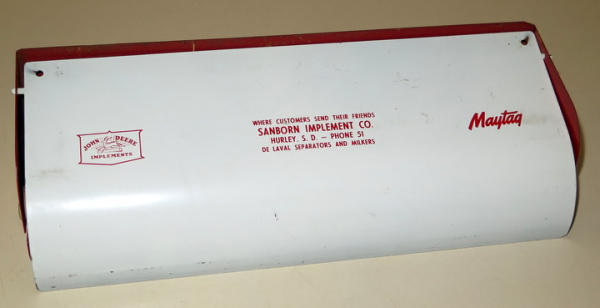 JOHN DEERE
IMPLEMENTS
WHERE CUSTOMERS SEND THEIR FRIENDS
SANBORN IMPLEMENT CO.
HURLEY, S. D. — PHONE 51
DE LAVAL SEPARATORS AND MILKERS
Maytag